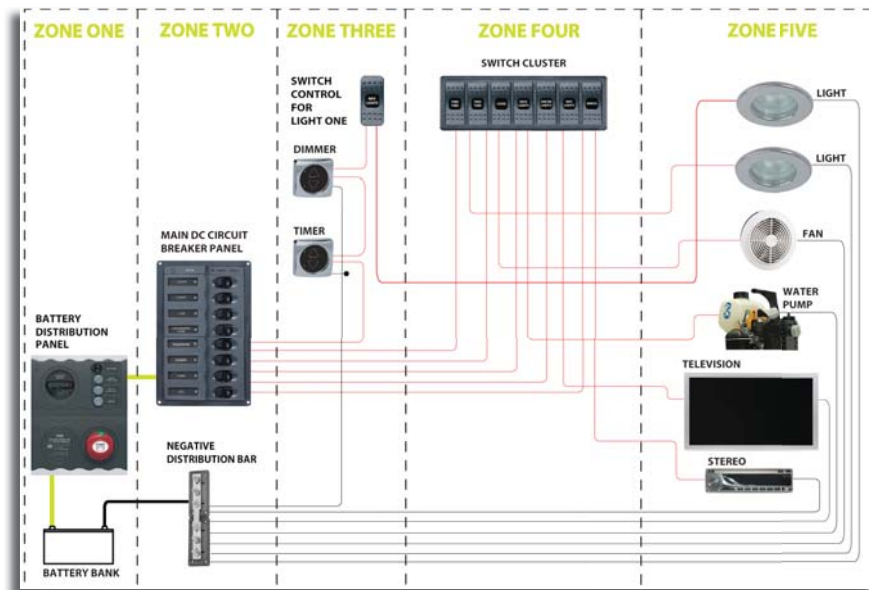 ZONE ONE
ZONE TWO
ZONE THREE
ZONE FOUR
ZONE FIVE
SWITCH
CONTROL
FOR
LIGHT ONE
SWITCH CLUSTER
LIGHT
DIMMER
LIGHT
TIMER
FAN
MAIN DC CIRCUIT
BREAKER PANEL
WATER
PUMP
BATTERY
DISTRIBUTION
PANEL
TELEVISION
NEGATIVE
DISTRIBUTION BAR
STEREO
BATTERY BANK